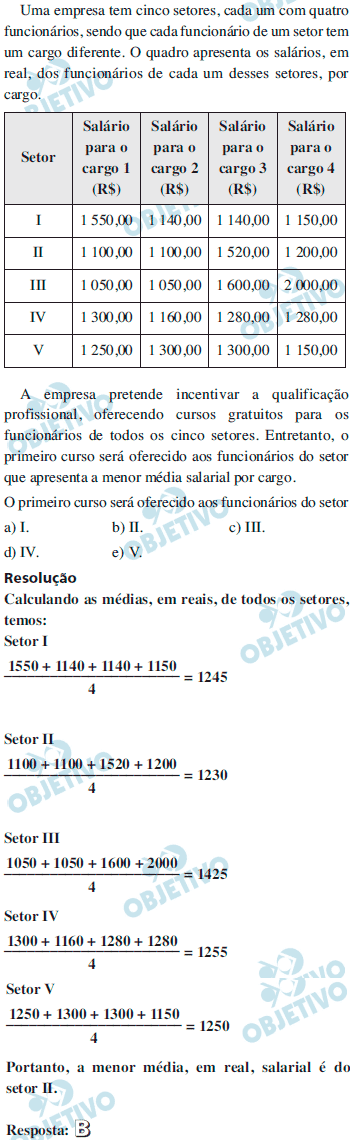 Uma empresa tem cinco setores, cada um com quatro
funcionários, sendo que cada funcionário de um setor tem
um cargo diferente. O quadro apresenta os salários, em
real, dos funcionários de cada um desses setores, por
cargo.
Setor Salário para o cargo 1 (R$) Salário para o cargo 2 (R$) Salário para o cargo 3 (R$) Salário para o cargo 4 (R$)
I 1 550,00 1 140,00 1 140,00 1 150,00
II 1 100,00 1 100,00 1 520,00 1 200,00
III 1 050,00 1 050,00 1 600,00 2 000,00
IV 1 300,00 1 160,00 1 280,00 1 280,00
V 1 250,00 1 300,00 1 300,00 1 150,00
A empresa pretende incentivar a qualificação
profissional, oferecendo cursos gratuitos para os
funcionários de todos os cinco setores. Entretanto, o
primeiro curso será oferecido aos funcionários do setor
que apresenta a menor média salarial por cargo.
O primeiro curso será oferecido aos funcionários do setor
a) I. b) II. c) III.
d) IV. e) V.
Resolução
Calculando as médias, em reais, de todos os setores,
temos:
Setor I
1550 + 1140 + 1140 + 1150
= 1245
4
Setor II
1100 + 1100 + 1520 + 1200
= 1230
4
Setor III
1050 + 1050 + 1600 + 2000
= 1425
4
Setor IV
1300 + 1160 + 1280 + 1280
= 1255
4
Setor V
1250 + 1300 + 1300 + 1150
= 1250
4
Portanto, a menor média, em real, salarial é do
setor II.
Resposta: B
OBJETIVO